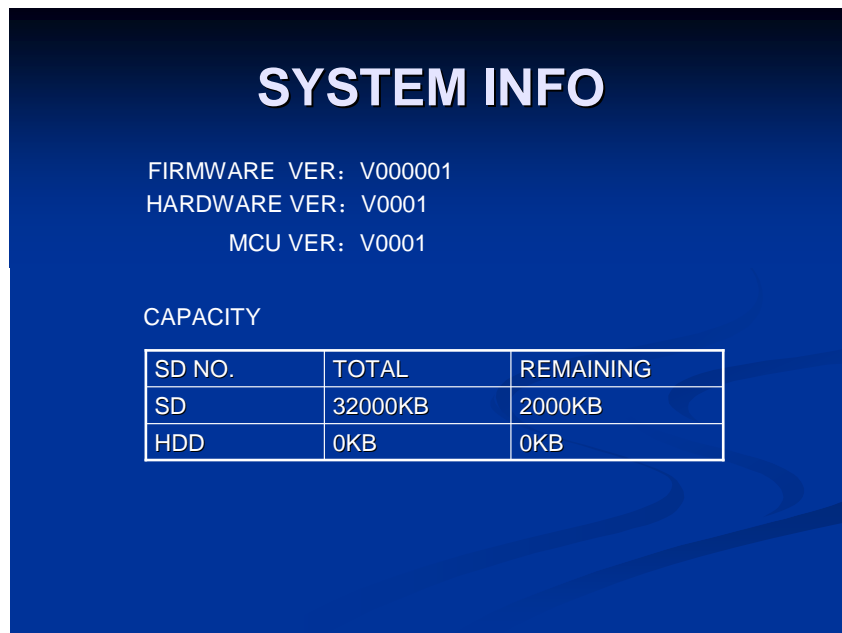 SYSTEM INFO
FIRMWARE VER：V000001
HARDWARE VER：V0001
MCU VER：V0001
CAPACITY
SD NO. TOTAL REMAINING
SD 32000KB 2000KB
HDD 0KB 0KB